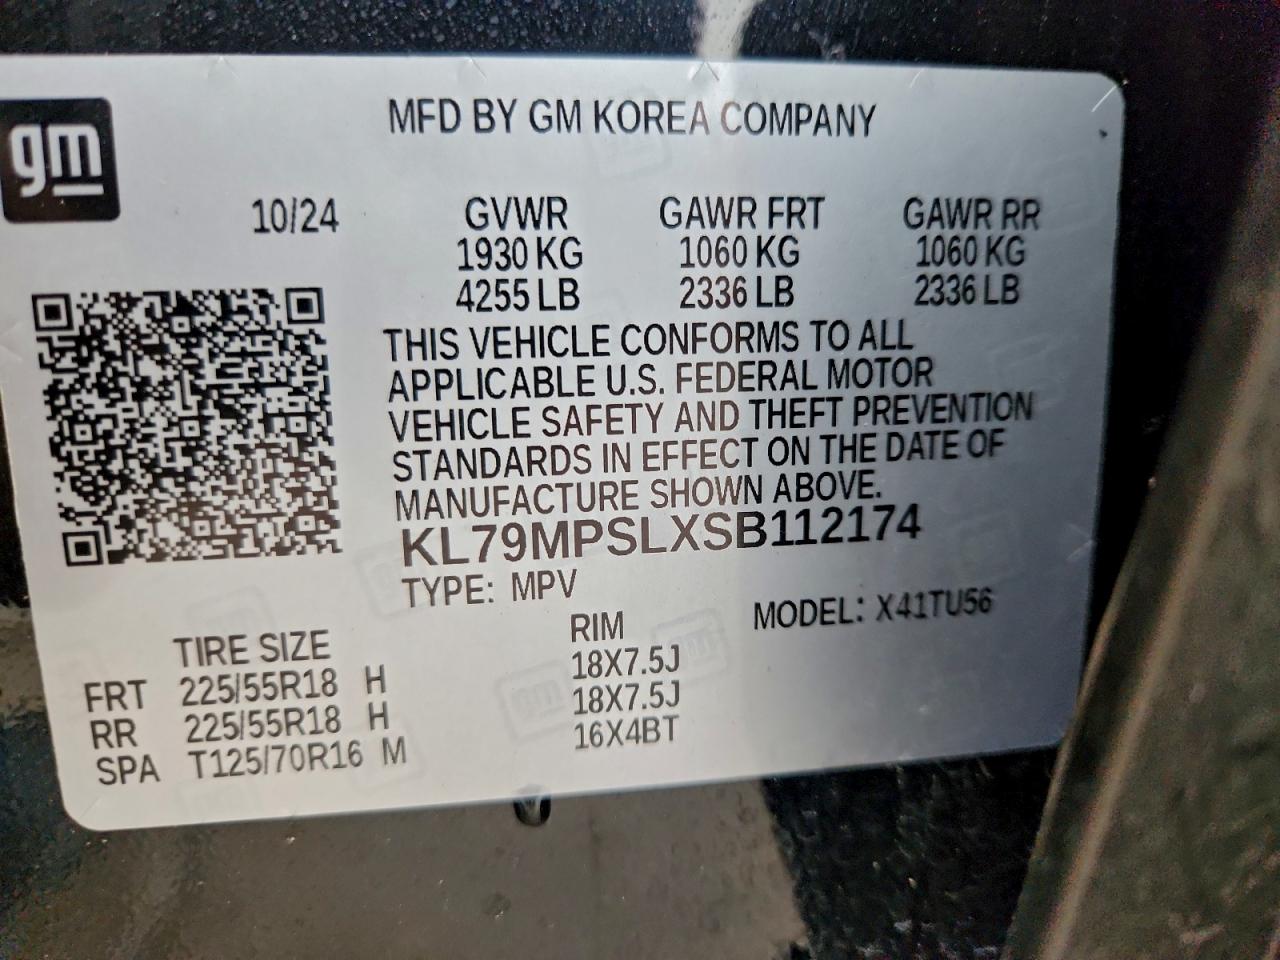 gm
MFD BY GM KOREA COMPANY
10/24 GVWR GAWR FRT GAWR RR
1930 KG 1060 KG 1060 KG
4255 LB 2336 LB 2336 LB
THIS VEHICLE CONFORMS TO ALL
APPLICABLE U.S. FEDERAL MOTOR
VEHICLE SAFETY AND THEFT PREVENTION
STANDARDS IN EFFECT ON THE DATE OF
MANUFACTURE SHOWN ABOVE.
KL79MPSLXSB112174
TYPE: MPV MODEL: X41TU56
TIRE SIZE RIM
FRT 225/55R18 H 18X7.5J
RR 225/55R18 H 18X7.5J
SPA T125/70R16 M 16X4BT